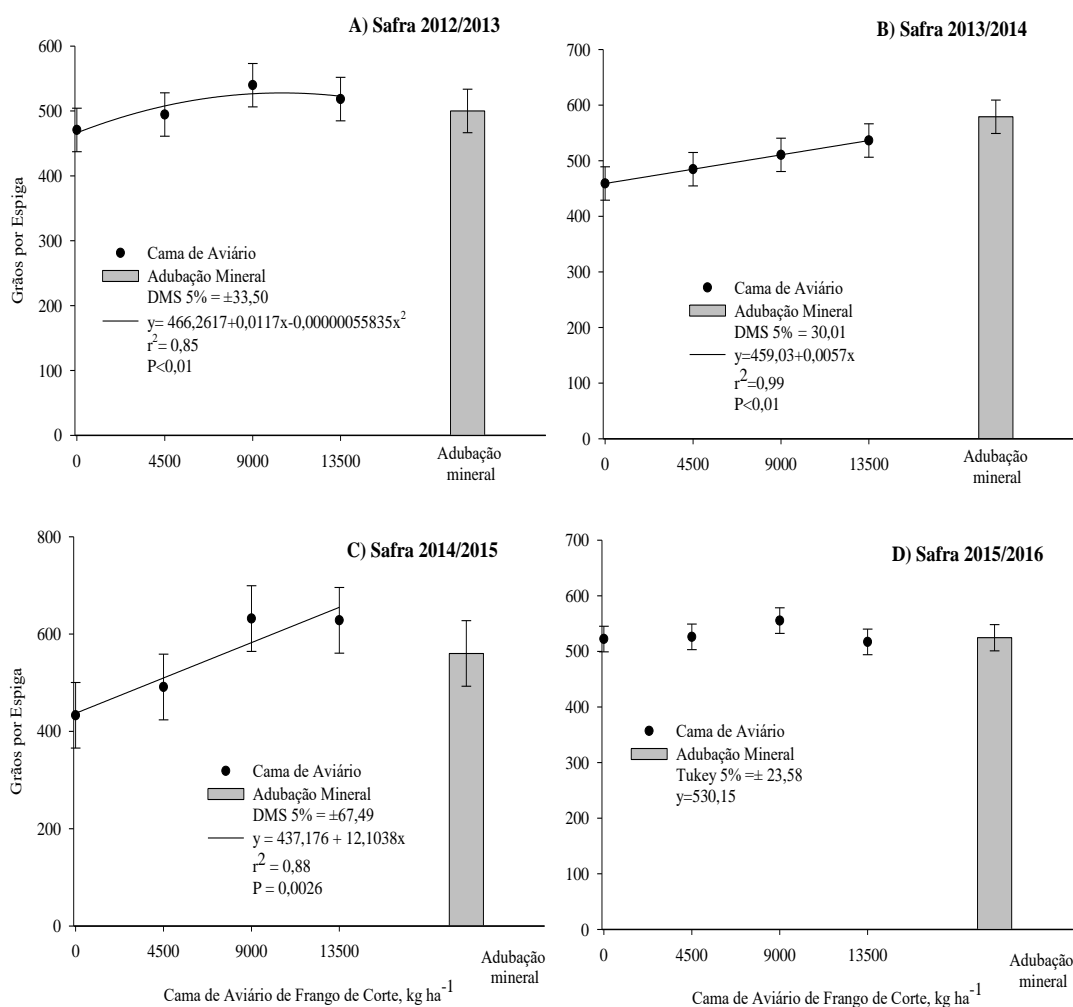 A) Safra 2012/2013
600
500
400
300
200
100
0
Grãos por Espiga
Cama de Aviário
Adubação Mineral
DMS 5% = ±33,50
y= 466,2617+0,0117x-0,00000055835x²
r²= 0,85
P<0,01
0 4500 9000 13500 Adubação
mineral
B) Safra 2013/2014
700
600
500
400
300
200
100
0
Cama de Aviário
Adubação Mineral
DMS 5% = 30,01
y=459,03+0,0057x
r²=0,99
P<0,01
0 4500 9000 13500 Adubação
mineral
C) Safra 2014/2015
800
600
400
200
0
Grãos por Espiga
Cama de Aviário
Adubação Mineral
DMS 5% = ±67,49
y = 437,176 + 12,1038x
r² = 0,88
P = 0,0026
0 4500 9000 13500
Adubação
mineral
Cama de Aviário de Frango de Corte, kg ha⁻¹
D) Safra 2015/2016
700
600
500
400
300
200
100
0
Cama de Aviário
Adubação Mineral
Tukey 5% =± 23,58
y=530,15
0 4500 9000 13500 Adubação
mineral
Cama de Aviário de Frango de Corte, kg ha⁻¹